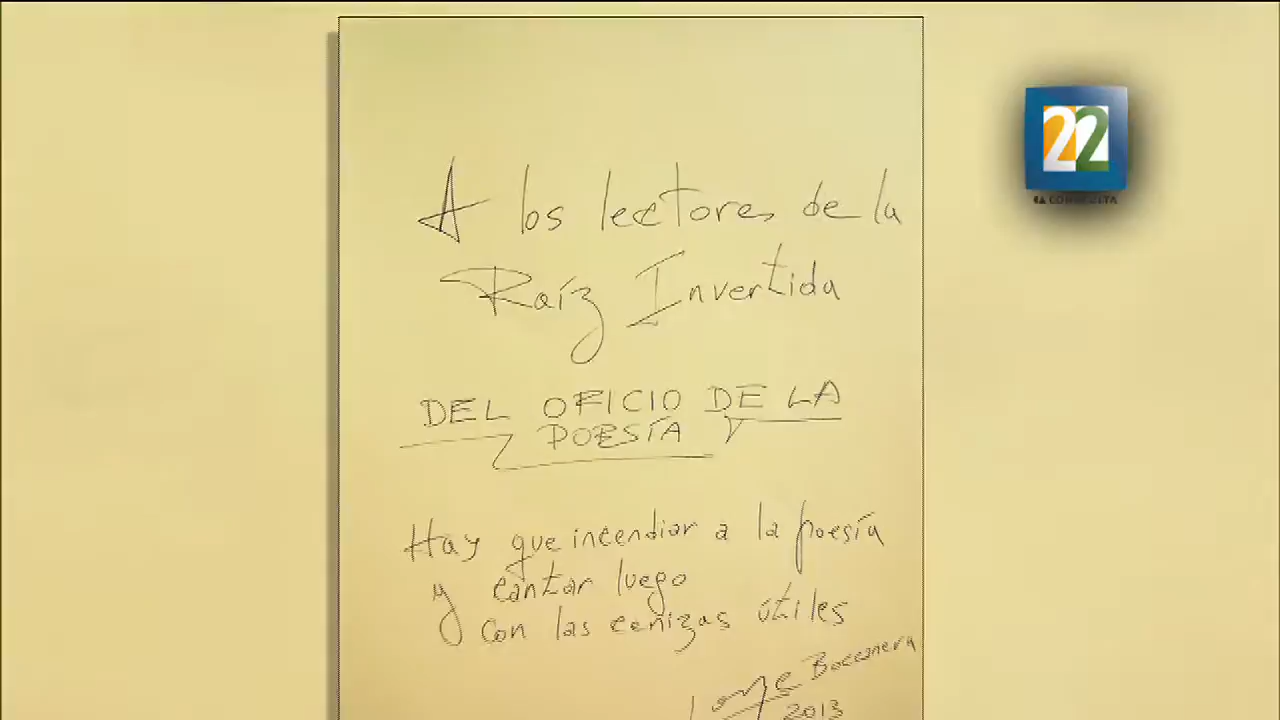 A los lectores de la
Raíz Invertida
DEL OFICIO DE LA
POESÍA
Hay que incendiar a la poesía
y cantar luego
con las cenizas útiles
Jorge Boccanera
2013
22